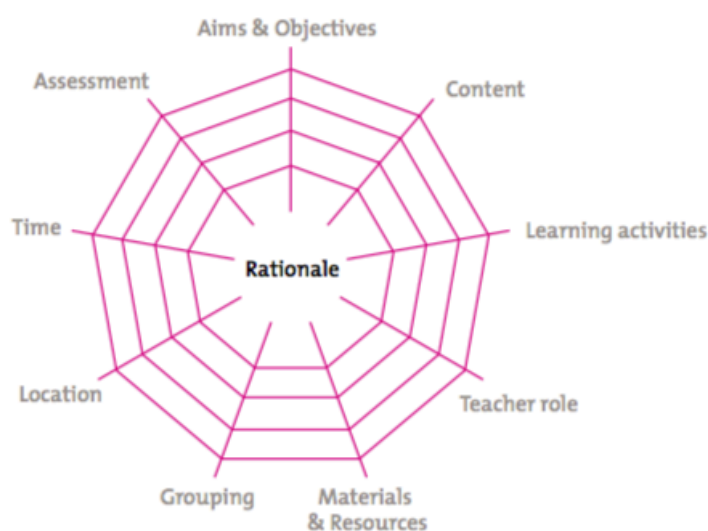 Aims & Objectives
Assessment
Content
Time
Learning activities
Rationale
Location
Teacher role
Grouping
Materials
& Resources